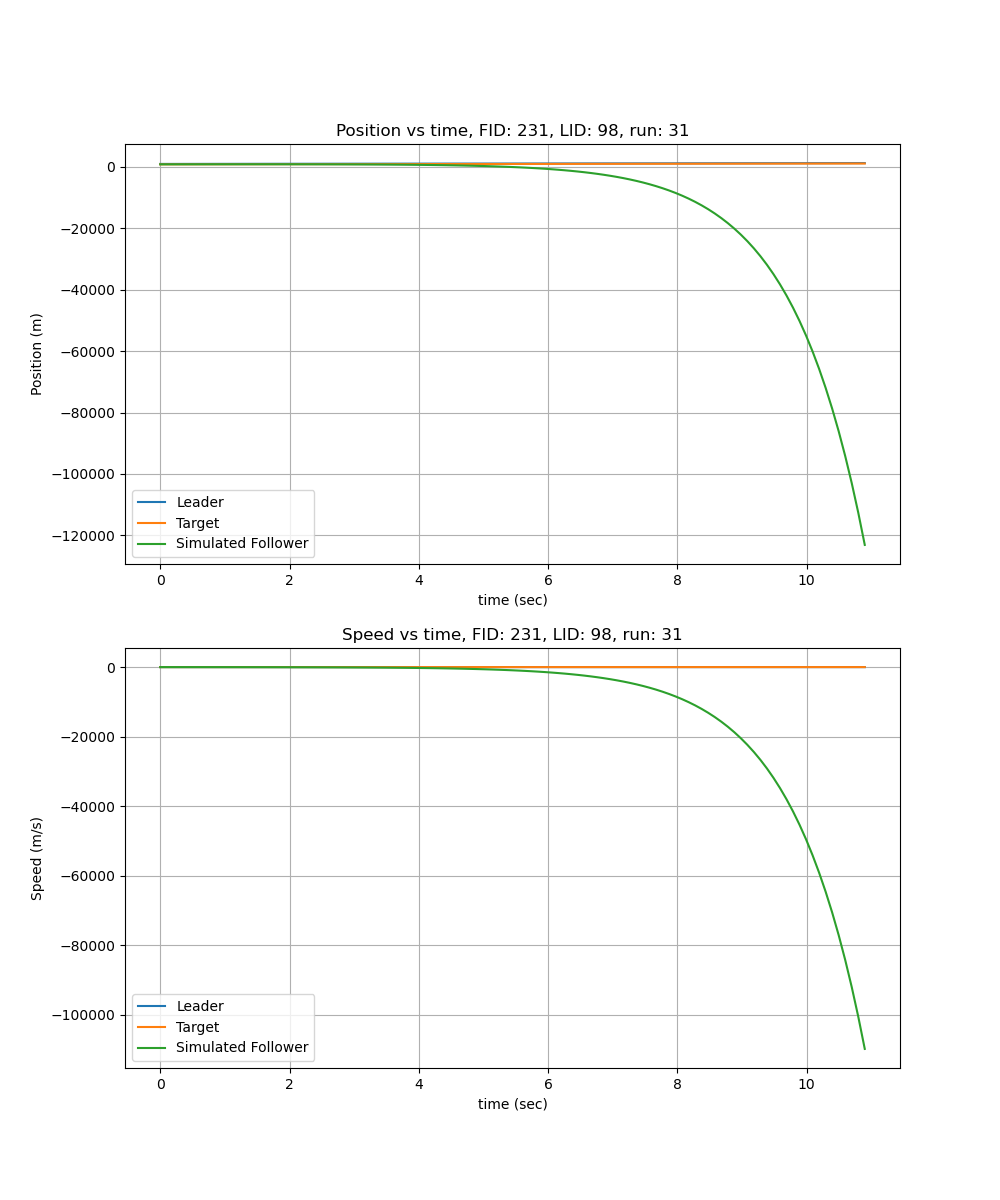 Position vs time, FID: 231, LID: 98, run: 31
0
−20000
−40000
−60000
−80000
−100000
−120000
Position (m)
Leader
Target
Simulated Follower
0 2 4 6 8 10
time (sec)
Speed vs time, FID: 231, LID: 98, run: 31
0
−20000
−40000
−60000
−80000
−100000
Speed (m/s)
Leader
Target
Simulated Follower
0 2 4 6 8 10
time (sec)